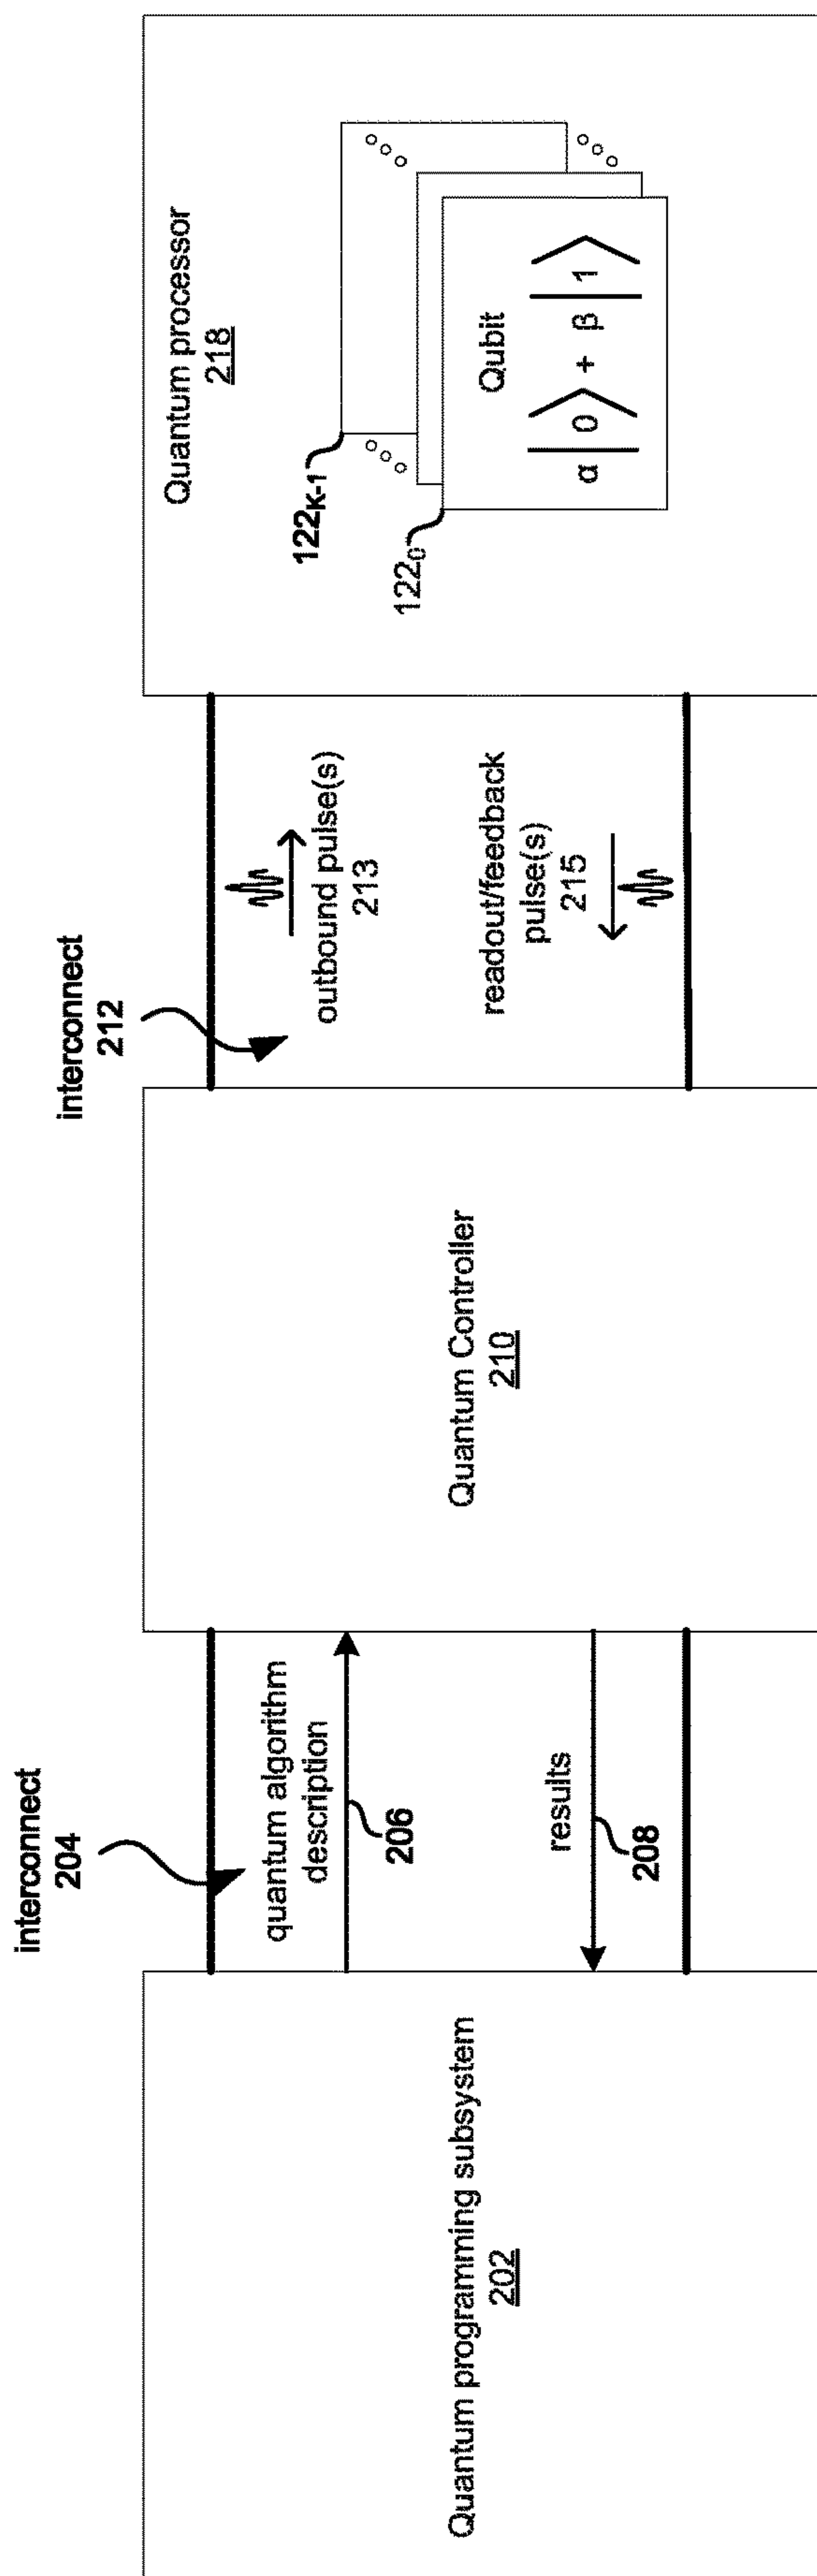 interconnect
204
interconnect
212
Quantum programming subsystem
202
quantum algorithm
description
206
results
208
Quantum Controller
210
outbound pulse(s)
213
readout/feedback
pulse(s)
215
Quantum processor
218
122K-1
1220
Qubit
α|0〉 + β|1〉